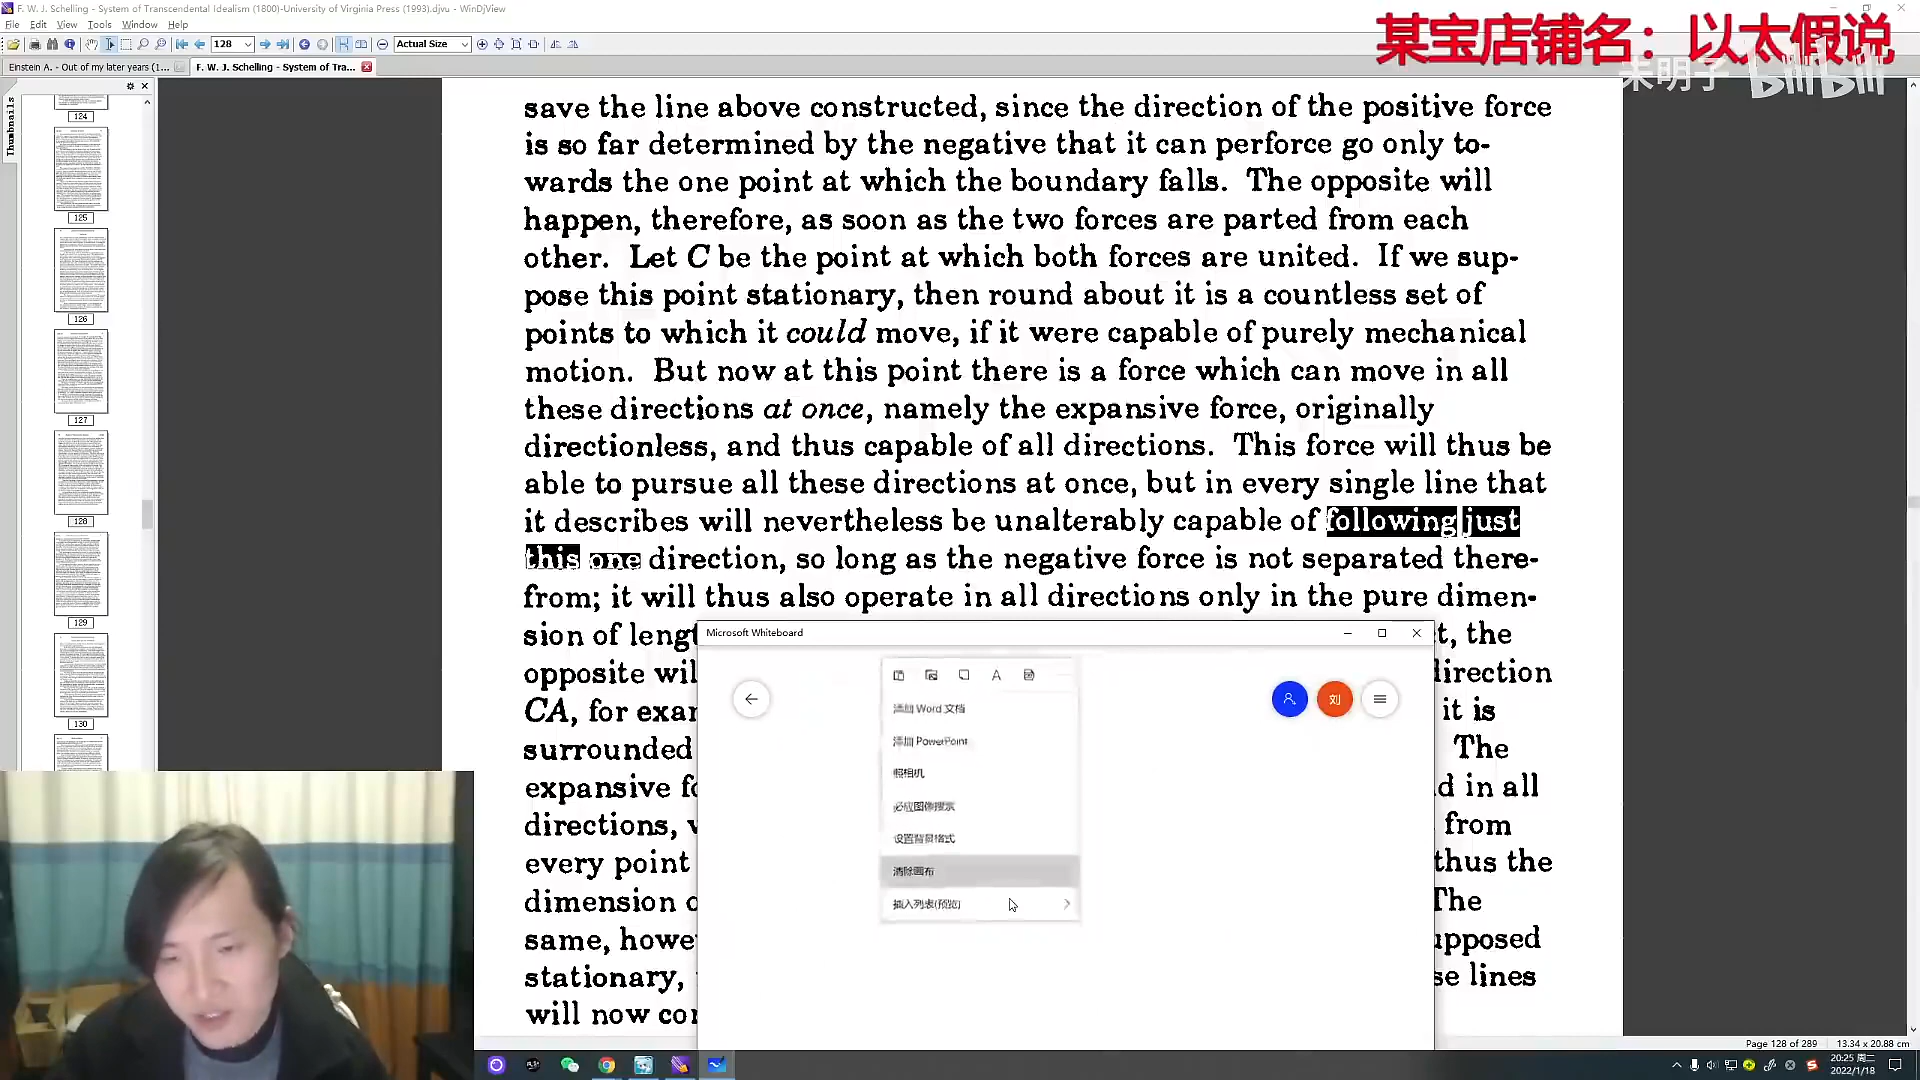 F. W. J. Schelling - System of Transcendental Idealism (1800)-University of Virginia Press (1993).djvu - WinDjView
File Edit View Tools Window Help
128
Actual Size
Einstein A. - Out of my later years (1...
F. W. J. Schelling - System of Tra...
某宝店铺名：以太假说
朱明子 bilibili
Thumbnails
124
125
126
127
128
129
130
save the line above constructed, since the direction of the positive force
is so far determined by the negative that it can perforce go only to-
wards the one point at which the boundary falls. The opposite will
happen, therefore, as soon as the two forces are parted from each
other. Let C be the point at which both forces are united. If we sup-
pose this point stationary, then round about it is a countless set of
points to which it could move, if it were capable of purely mechanical
motion. But now at this point there is a force which can move in all
these directions at once, namely the expansive force, originally
directionless, and thus capable of all directions. This force will thus be
able to pursue all these directions at once, but in every single line that
it describes will nevertheless be unalterably capable of following just
this one direction, so long as the negative force is not separated there-
from; it will thus also operate in all directions only in the pure dimen-
sion of leng t, the
opposite wil irection
CA, for exar it is
surrounded The
expansive fo d in all
directions, from
every point thus the
dimension The
same, howe pposed
stationary, se lines
will now co
Microsoft Whiteboard
添加 Word 文档
添加 PowerPoint
照相机
必应图像搜索
设置背景格式
清除画布
插入列表(预览)
刘
Page 128 of 289 13.34 x 20.88 cm
20:25 周二
2022/1/18